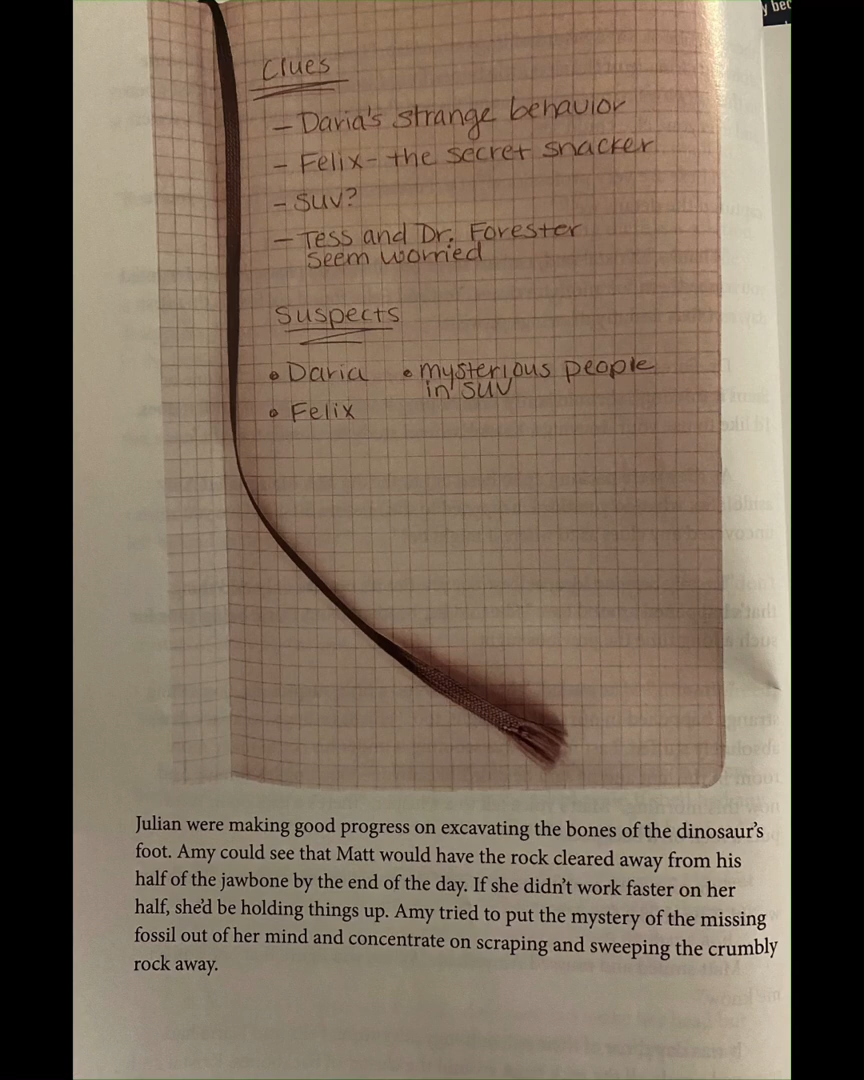 Clues
- Daria's strange behavior
- Felix- the secret snacker
- SUV?
- Tess and Dr. Forester
seem worried
Suspects
• Daria • mysterious people
in SUV
• Felix
Julian were making good progress on excavating the bones of the dinosaur's
foot. Amy could see that Matt would have the rock cleared away from his
half of the jawbone by the end of the day. If she didn't work faster on her
half, she'd be holding things up. Amy tried to put the mystery of the missing
fossil out of her mind and concentrate on scraping and sweeping the crumbly
rock away.